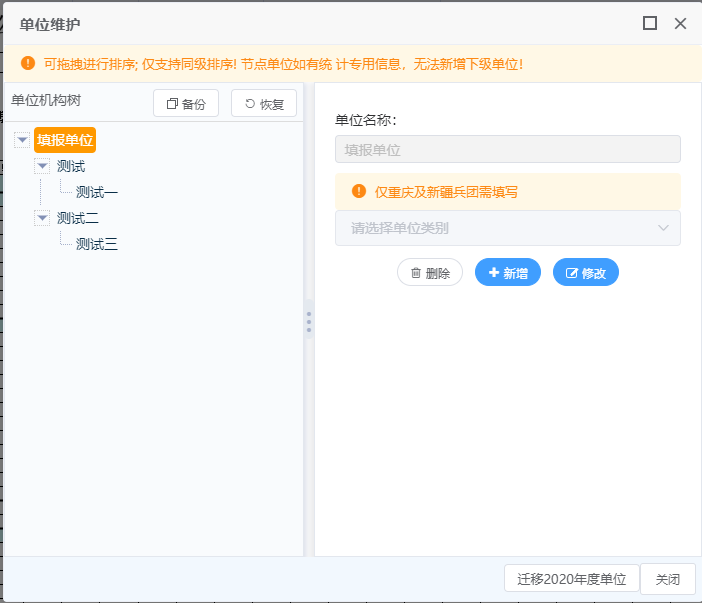 单位维护
可拖拽进行排序; 仅支持同级排序! 节点单位如有统 计专用信息，无法新增下级单位!
单位机构树
备份
恢复
填报单位
测试
测试一
测试二
测试三
单位名称:
填报单位
仅重庆及新疆兵团需填写
请选择单位类别
删除
新增
修改
迁移2020年度单位
关闭